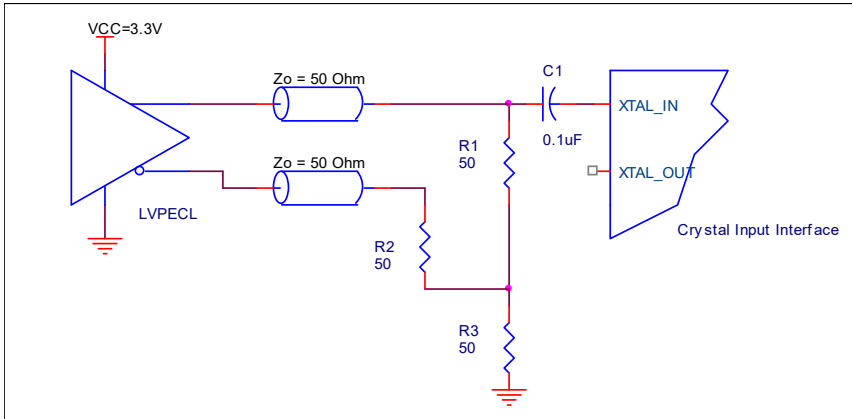 VCC=3.3V
Zo = 50 Ohm
C1
XTAL_IN
R1
50
0.1uF
Zo = 50 Ohm
XTAL_OUT
LVPECL
Crystal Input Interface
R2
50
R3
50